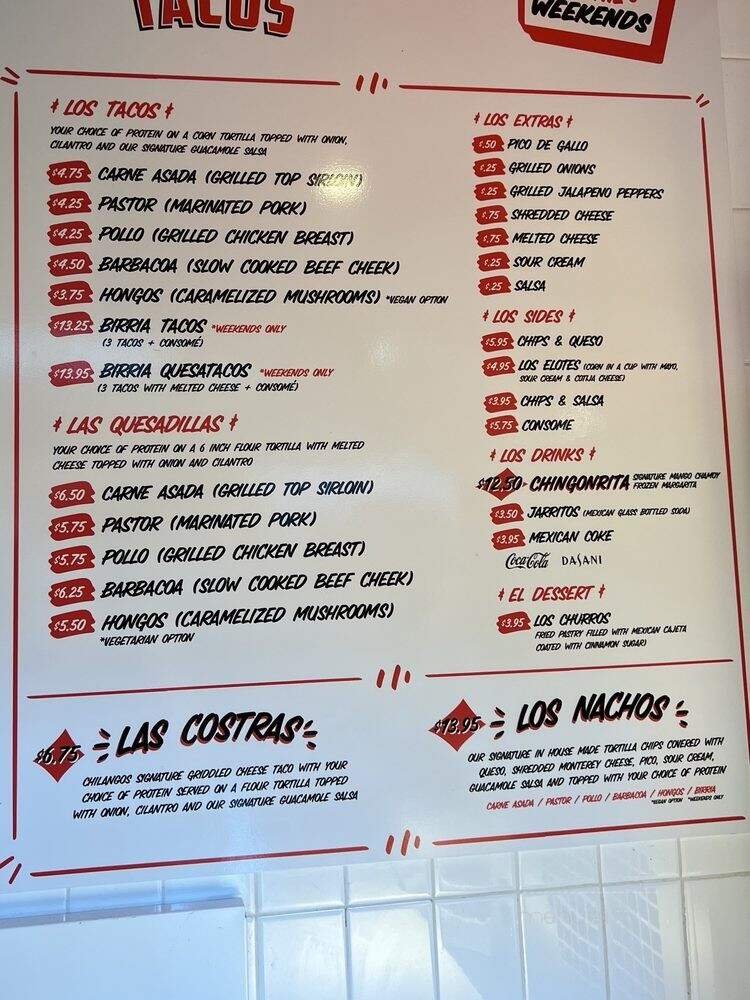 TACOS
WEEKENDS
LOS TACOS
YOUR CHOICE OF PROTEIN ON A CORN TORTILLA TOPPED WITH ONION,
CILANTRO AND OUR SIGNATURE GUACAMOLE SALSA
$4.75 CARNE ASADA (GRILLED TOP SIRLOIN)
$4.25 PASTOR (MARINATED PORK)
$4.25 POLLO (GRILLED CHICKEN BREAST)
$4.50 BARBACOA (SLOW COOKED BEEF CHEEK)
$3.75 HONGOS (CARAMELIZED MUSHROOMS) *VEGAN OPTION
$13.25 BIRRIA TACOS *WEEKENDS ONLY
(3 TACOS + CONSOMÉ)
$13.95 BIRRIA QUESATACOS *WEEKENDS ONLY
(3 TACOS WITH MELTED CHEESE + CONSOMÉ)
LAS QUESADILLAS
YOUR CHOICE OF PROTEIN ON A 6 INCH FLOUR TORTILLA WITH MELTED
CHEESE TOPPED WITH ONION AND CILANTRO
$6.50 CARNE ASADA (GRILLED TOP SIRLOIN)
$5.75 PASTOR (MARINATED PORK)
$5.75 POLLO (GRILLED CHICKEN BREAST)
$6.25 BARBACOA (SLOW COOKED BEEF CHEEK)
$5.50 HONGOS (CARAMELIZED MUSHROOMS)
*VEGETARIAN OPTION
LOS EXTRAS
$.50 PICO DE GALLO
$.25 GRILLED ONIONS
$.25 GRILLED JALAPENO PEPPERS
$.75 SHREDDED CHEESE
$.75 MELTED CHEESE
$.25 SOUR CREAM
$.25 SALSA
LOS SIDES
$5.95 CHIPS & QUESO
$4.95 LOS ELOTES (CORN IN A CUP WITH MAYO,
SOUR CREAM & COTIJA CHEESE)
$3.95 CHIPS & SALSA
$5.75 CONSOME
LOS DRINKS
$12.50 CHINGONRITA SIGNATURE MANGO CHAMOY
FROZEN MARGARITA
$3.50 JARRITOS (MEXICAN GLASS BOTTLED SODA)
$3.95 MEXICAN COKE
Coca-Cola DASANI
EL DESSERT
$3.95 LOS CHURROS
FRIED PASTRY FILLED WITH MEXICAN CAJETA
COATED WITH CINNAMON SUGAR)
$6.75 LAS COSTRAS
CHILANGOS SIGNATURE GRIDDLED CHEESE TACO WITH YOUR
CHOICE OF PROTEIN SERVED ON A FLOUR TORTILLA TOPPED
WITH ONION, CILANTRO AND OUR SIGNATURE GUACAMOLE SALSA
$13.95 LOS NACHOS
OUR SIGNATURE IN HOUSE MADE TORTILLA CHIPS COVERED WITH
QUESO, SHREDDED MONTEREY CHEESE, PICO, SOUR CREAM,
GUACAMOLE SALSA AND TOPPED WITH YOUR CHOICE OF PROTEIN
CARNE ASADA / PASTOR / POLLO / BARBACOA / HONGOS / BIRRIA
*VEGAN OPTION *WEEKENDS ONLY